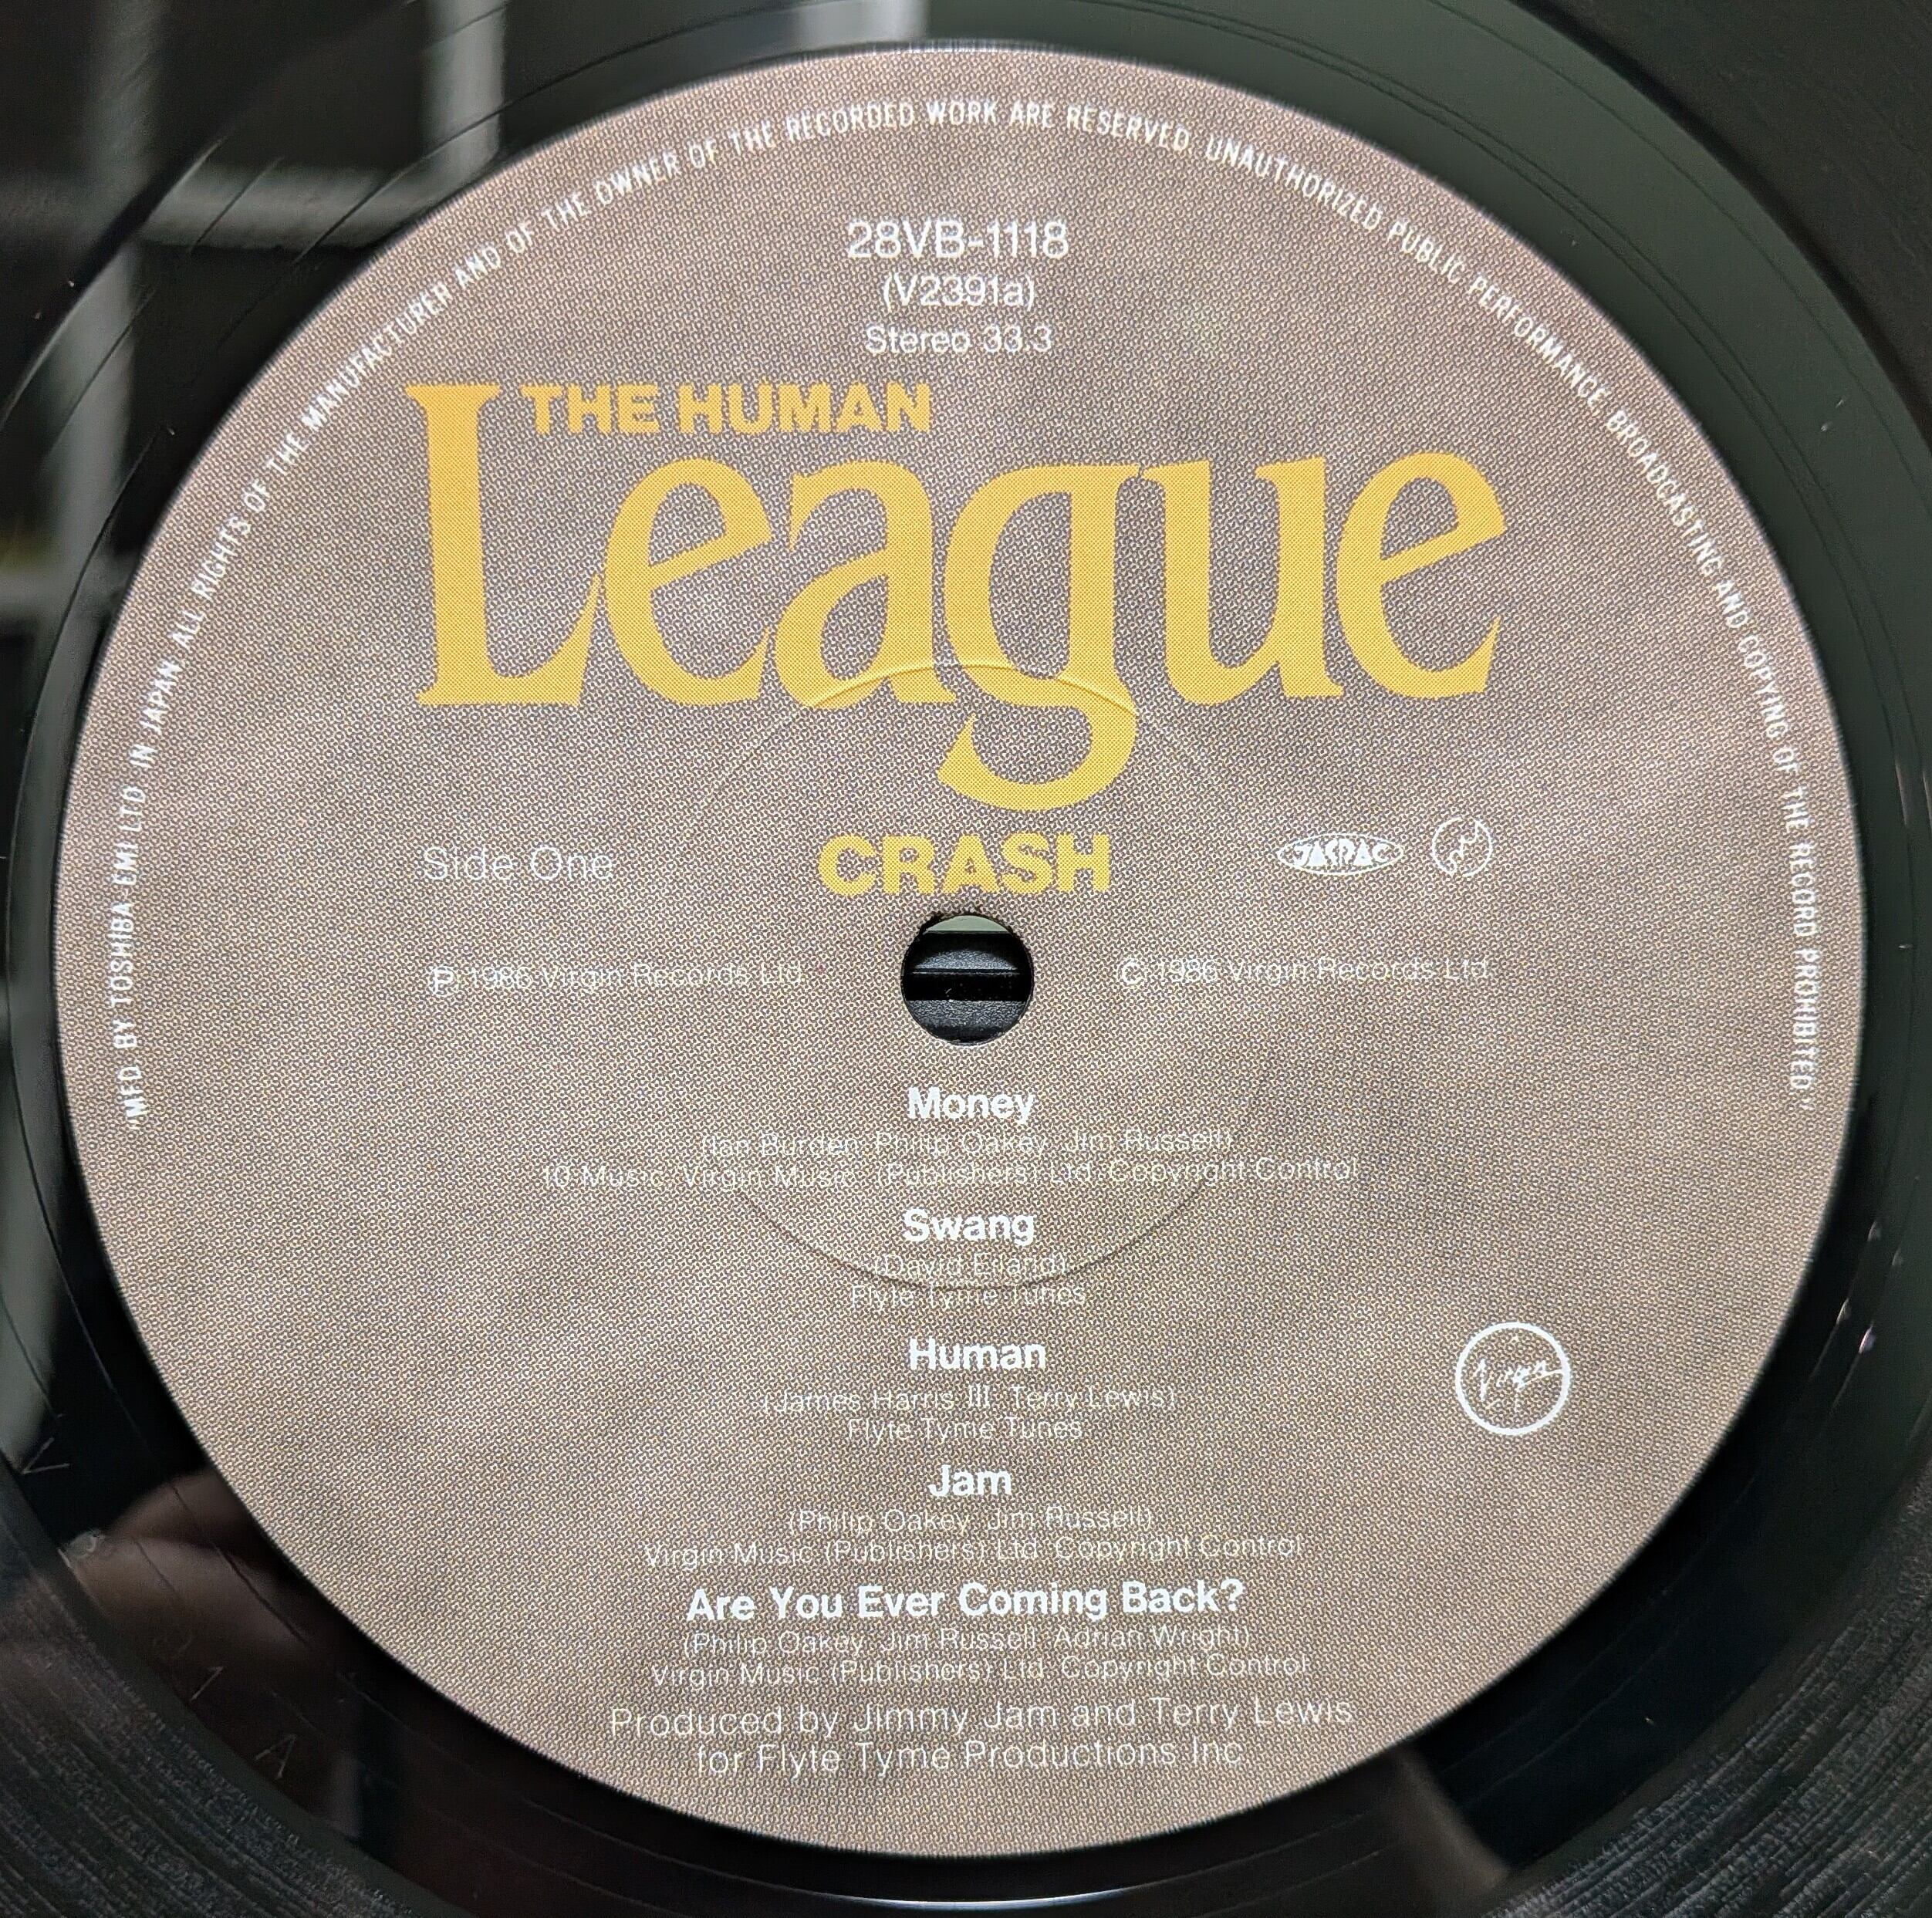 "MFD. BY TOSHIBA EMI LTD. IN JAPAN. ALL RIGHTS OF THE MANUFACTURER AND OF THE OWNER OF THE RECORDED WORK ARE RESERVED. UNAUTHORIZED PUBLIC PERFORMANCE BROADCASTING AND COPYING OF THE RECORD PROHIBITED"
28VB-1118
(V2391a)
Stereo 33.3
THE HUMAN
League
CRASH
Side One
JASRAC
℗ 1986 Virgin Records Ltd.
© 1986 Virgin Records Ltd.
Money
(Ian Burden, Philip Oakey, Jim Russell)
10 Music, Virgin Music (Publishers) Ltd, Copyright Control
Swang
(David Eiland)
Flyte Tyme Tunes
Human
(James Harris III, Terry Lewis)
Flyte Tyme Tunes
Virgin
Jam
(Philip Oakey, Jim Russell)
Virgin Music (Publishers) Ltd, Copyright Control
Are You Ever Coming Back?
(Philip Oakey, Jim Russell, Adrian Wright)
Virgin Music (Publishers) Ltd, Copyright Control
Produced by Jimmy Jam and Terry Lewis
for Flyte Tyme Productions Inc